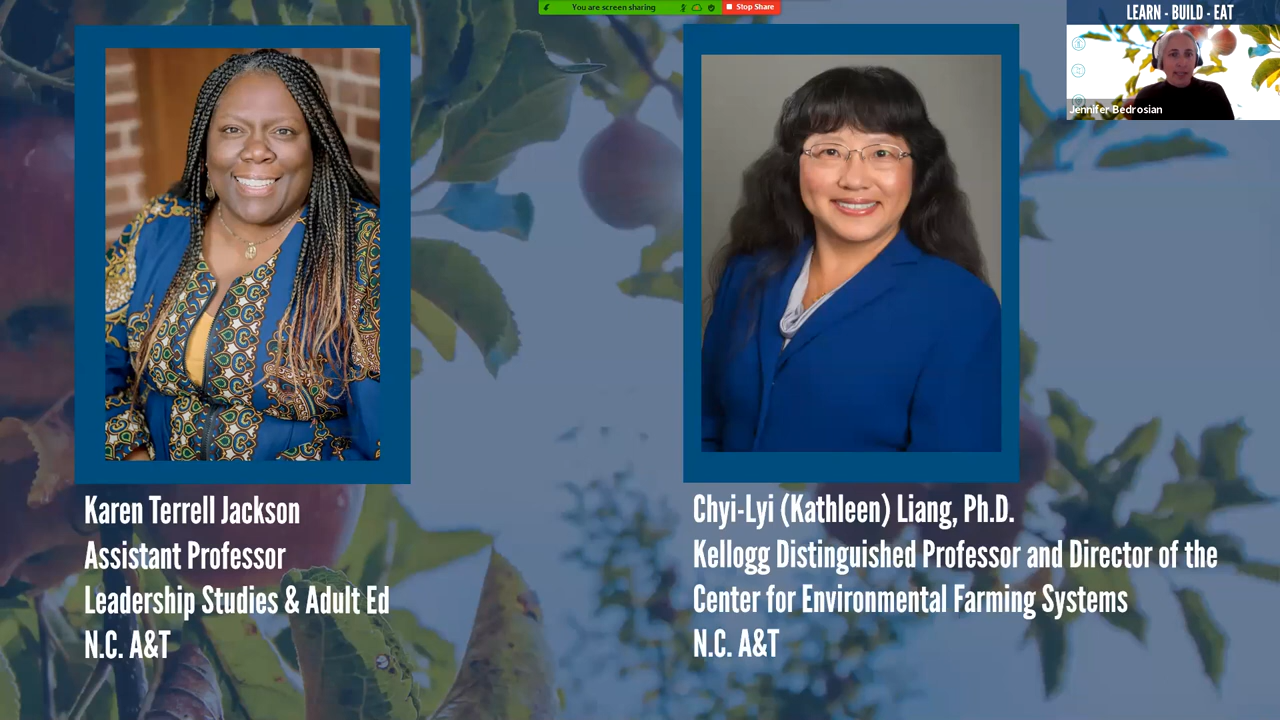 You are screen sharing
Stop Share
LEARN - BUILD - EAT
Jennifer Bedrosian
Karen Terrell Jackson
Assistant Professor
Leadership Studies & Adult Ed
N.C. A&T
Chyi-Lyi (Kathleen) Liang, Ph.D.
Kellogg Distinguished Professor and Director of the
Center for Environmental Farming Systems
N.C. A&T